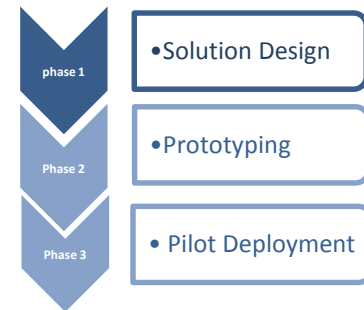 phase 1
•Solution Design
Phase 2
•Prototyping
Phase 3
• Pilot Deployment